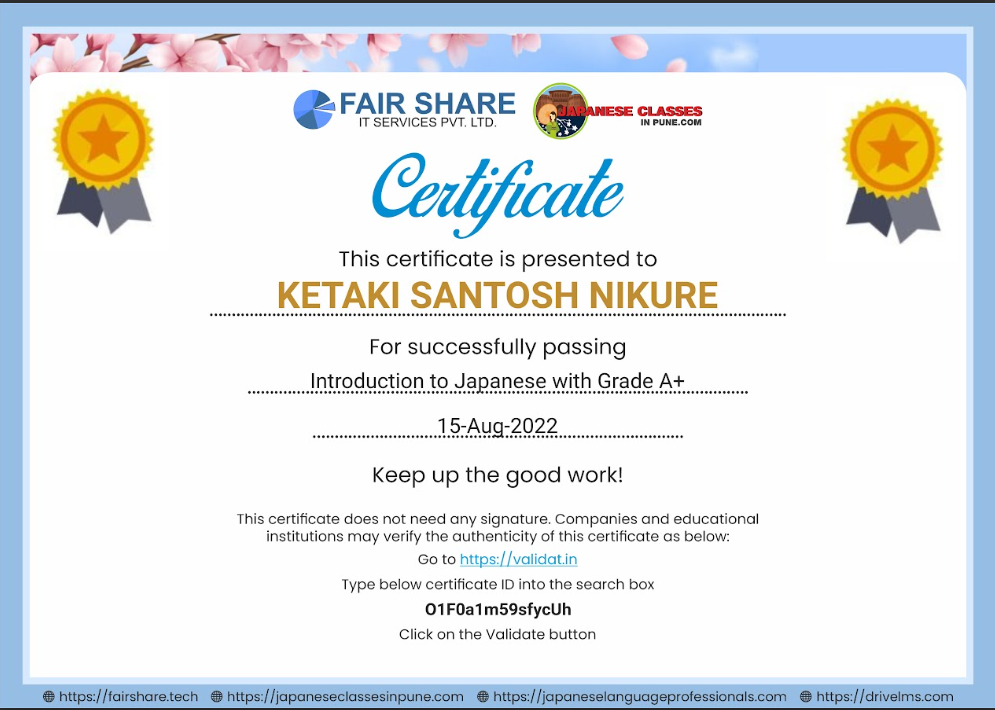 FAIR SHARE
IT SERVICES PVT. LTD.
JAPANESE CLASSES
IN PUNE.COM
Certificate
This certificate is presented to
KETAKI SANTOSH NIKURE
For successfully passing
Introduction to Japanese with Grade A+
15-Aug-2022
Keep up the good work!
This certificate does not need any signature. Companies and educational
institutions may verify the authenticity of this certificate as below:
Go to https://validat.in
Type below certificate ID into the search box
O1F0a1m59sfycUh
Click on the Validate button
https://fairshare.tech https://japaneseclassesinpune.com https://japaneselanguageprofessionals.com https://drivelms.com